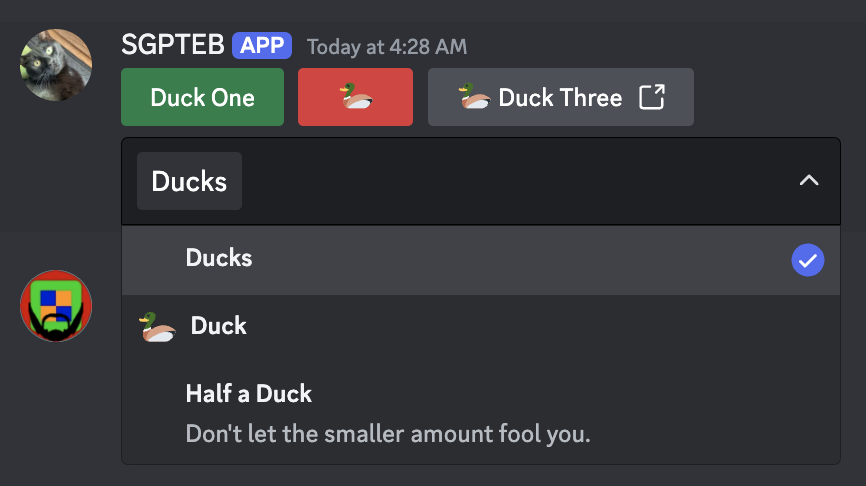 SGPTEB APP Today at 4:28 AM
Duck One 🦆 Duck Three
Ducks
Ducks
🦆 Duck
Half a Duck
Don't let the smaller amount fool you.